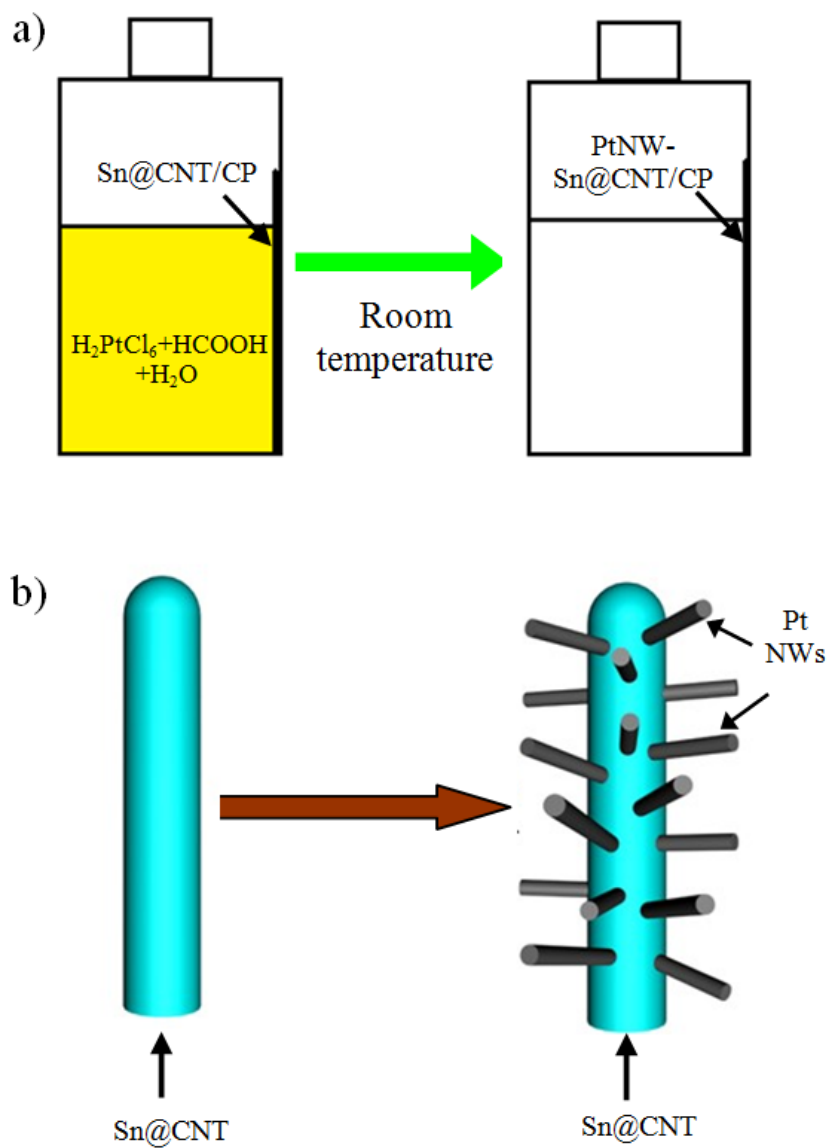 a)
Sn@CNT/CP
H₂PtCl₆+HCOOH
+H₂O
Room
temperature
PtNW-
Sn@CNT/CP
b)
Pt
NWs
Sn@CNT
Sn@CNT